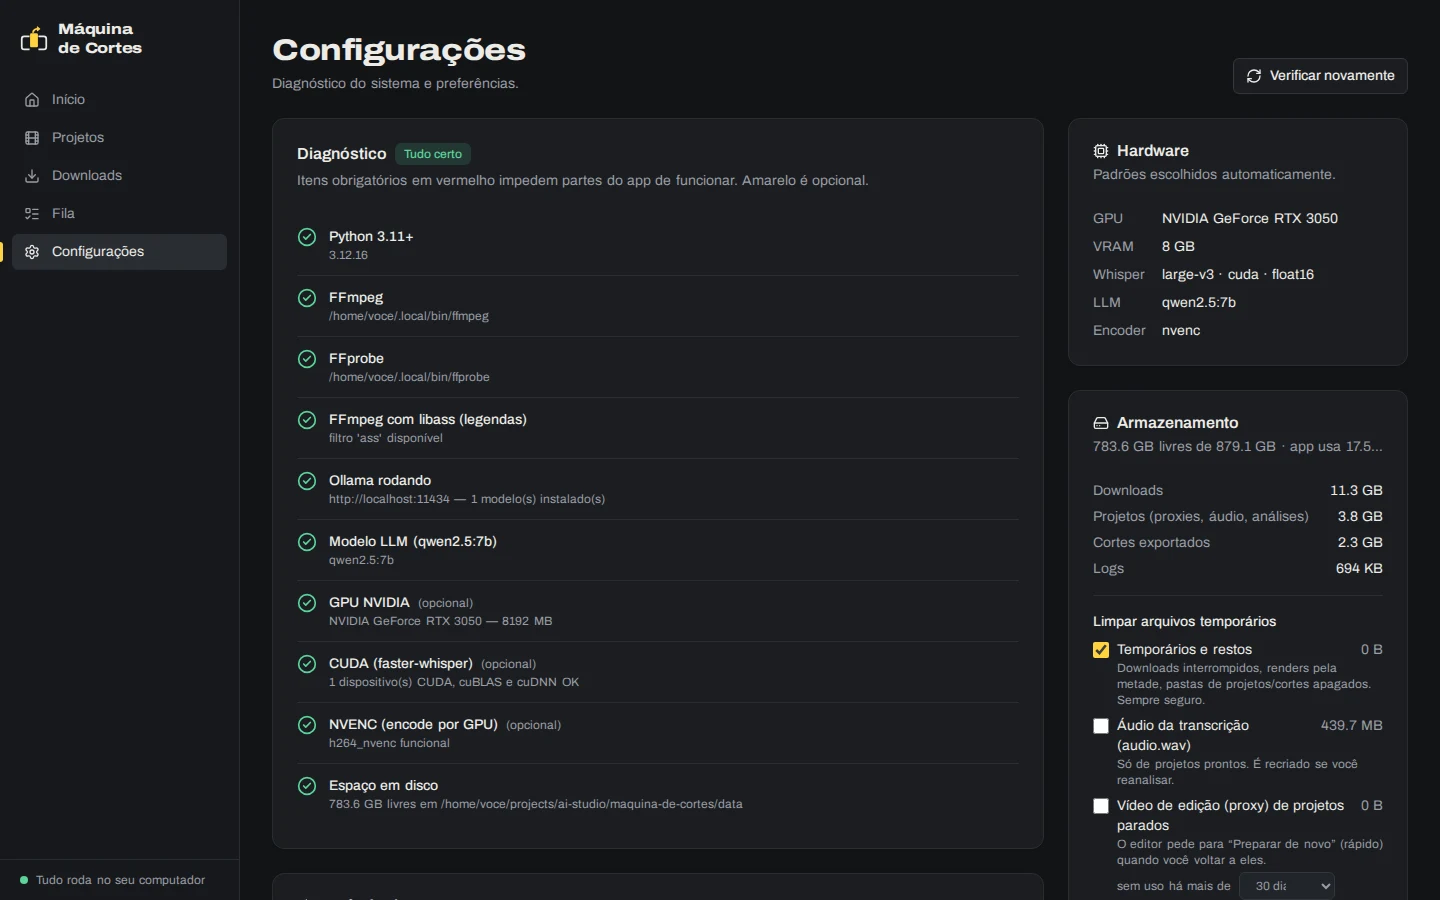 Máquina
de Cortes
Início
Projetos
Downloads
Fila
Configurações
Tudo roda no seu computador
Configurações
Diagnóstico do sistema e preferências.
Verificar novamente
Diagnóstico Tudo certo
Itens obrigatórios em vermelho impedem partes do app de funcionar. Amarelo é opcional.
Python 3.11+
3.12.16
FFmpeg
/home/voce/.local/bin/ffmpeg
FFprobe
/home/voce/.local/bin/ffprobe
FFmpeg com libass (legendas)
filtro 'ass' disponível
Ollama rodando
http://localhost:11434 — 1 modelo(s) instalado(s)
Modelo LLM (qwen2.5:7b)
qwen2.5:7b
GPU NVIDIA (opcional)
NVIDIA GeForce RTX 3050 — 8192 MB
CUDA (faster-whisper) (opcional)
1 dispositivo(s) CUDA, cuBLAS e cuDNN OK
NVENC (encode por GPU) (opcional)
h264_nvenc funcional
Espaço em disco
783.6 GB livres em /home/voce/projects/ai-studio/maquina-de-cortes/data
Hardware
Padrões escolhidos automaticamente.
GPU NVIDIA GeForce RTX 3050
VRAM 8 GB
Whisper large-v3 · cuda · float16
LLM qwen2.5:7b
Encoder nvenc
Armazenamento
783.6 GB livres de 879.1 GB · app usa 17.5...
Downloads 11.3 GB
Projetos (proxies, áudio, análises) 3.8 GB
Cortes exportados 2.3 GB
Logs 694 KB
Limpar arquivos temporários
Temporários e restos 0 B
Downloads interrompidos, renders pela
metade, pastas de projetos/cortes apagados.
Sempre seguro.
Áudio da transcrição 439.7 MB
(audio.wav)
Só de projetos prontos. É recriado se você
reanalisar.
Vídeo de edição (proxy) de projetos 0 B
parados
O editor pede para “Preparar de novo” (rápido)
quando você voltar a eles.
sem uso há mais de 30